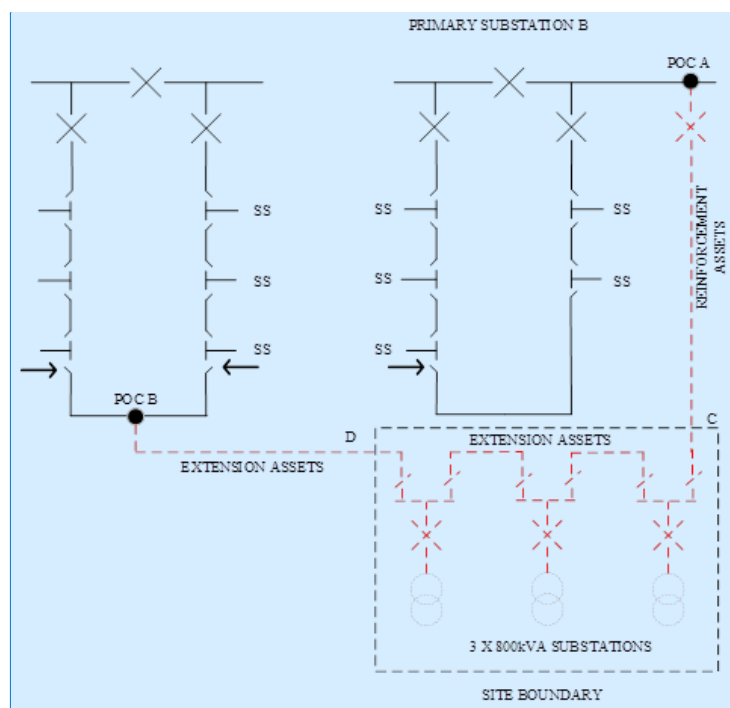 PRIMARY SUBSTATION B
POC A
SS
SS
SS
SS
REINFORCEMENT
ASSETS
SS
SS
SS
SS
POC B
C
D
EXTENSION ASSETS
EXTENSION ASSETS
3 X 800kVA SUBSTATIONS
SITE BOUNDARY